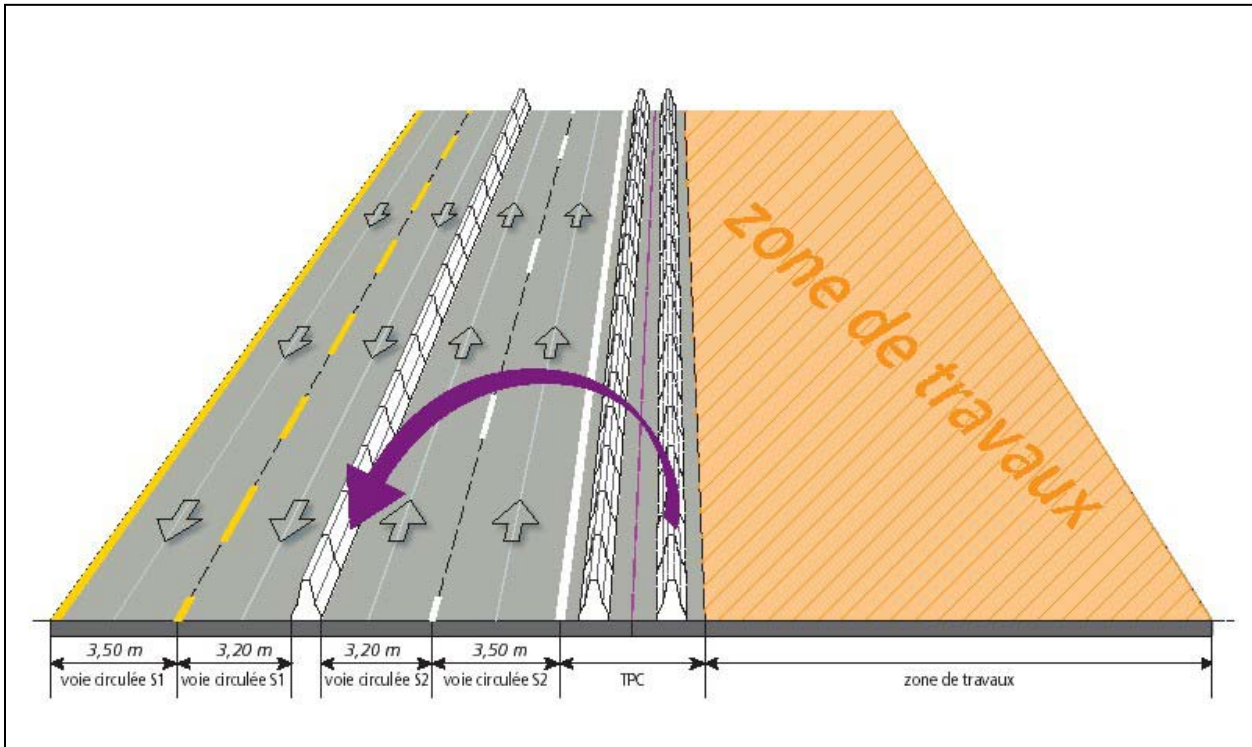 zone de travaux
3,50 m 3,20 m 3,20 m 3,50 m
voie circulée S1 voie circulée S1 voie circulée S2 voie circulée S2 TPC zone de travaux